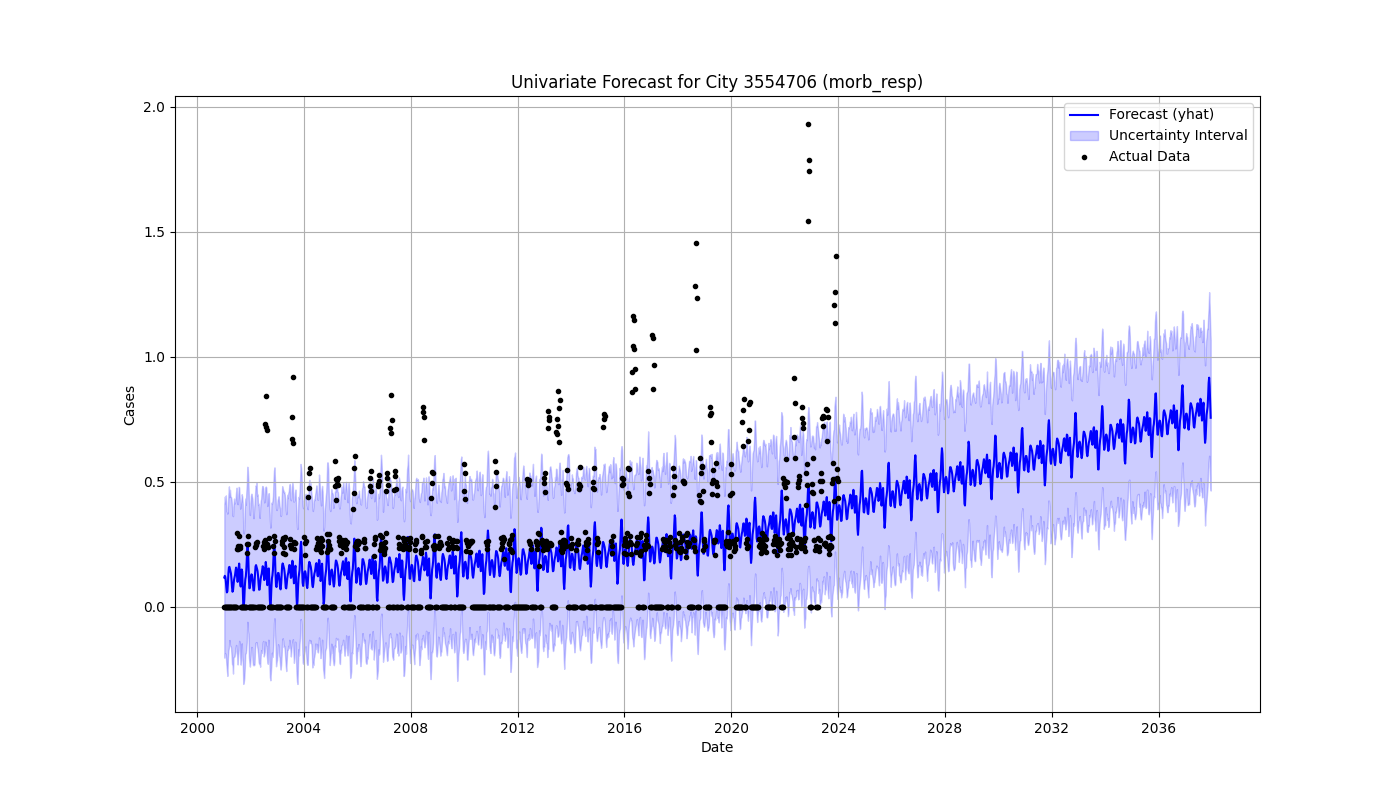 Univariate Forecast for City 3554706 (morb_resp)
Forecast (yhat)
Uncertainty Interval
Actual Data
Cases
2.0
1.5
1.0
0.5
0.0
2000 2004 2008 2012 2016 2020 2024 2028 2032 2036
Date